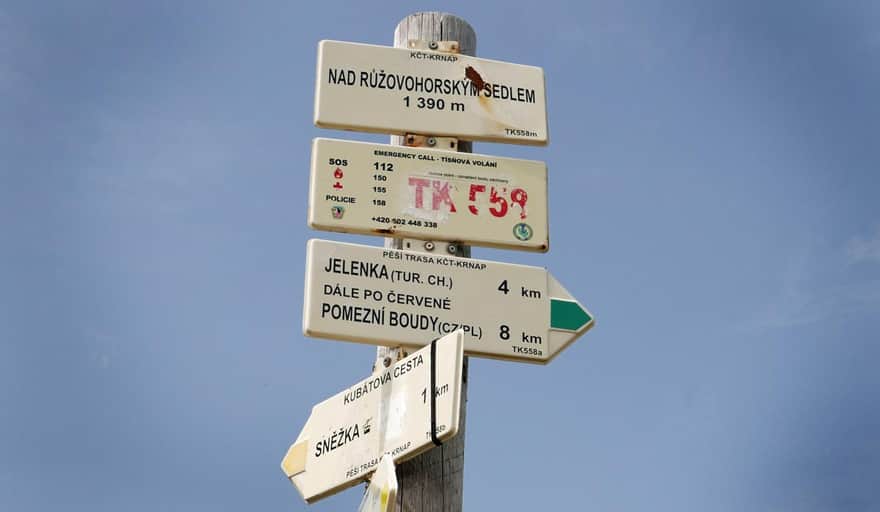 KČT-KRNAP
NAD RŮŽOVOHORSKÝM SEDLEM
1 390 m
TK558m
EMERGENCY CALL - TÍSŇOVÁ VOLÁNÍ
SOS 112
150
155
POLICIE 158
TK 558
+420 602 448 338
PĚŠÍ TRASA KČT-KRNAP
JELENKA (TUR. CH.) 4 km
DÁLE PO ČERVENÉ
POMEZNÍ BOUDY (CZ/PL) 8 km
TK558a
KUBÁTOVA CESTA
SNĚŽKA 1 km
TK558b
PĚŠÍ TRASA KČT KRNAP